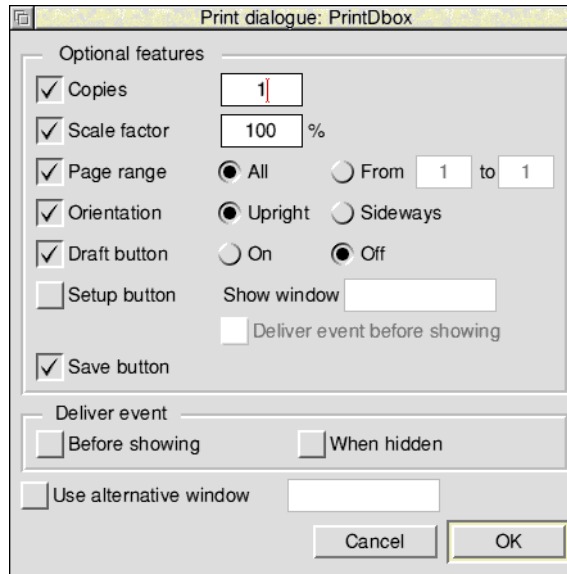 Print dialogue: PrintDbox
Optional features
Copies 1
Scale factor 100 %
Page range All From 1 to 1
Orientation Upright Sideways
Draft button On Off
Setup button Show window
Deliver event before showing
Save button
Deliver event
Before showing When hidden
Use alternative window
Cancel OK